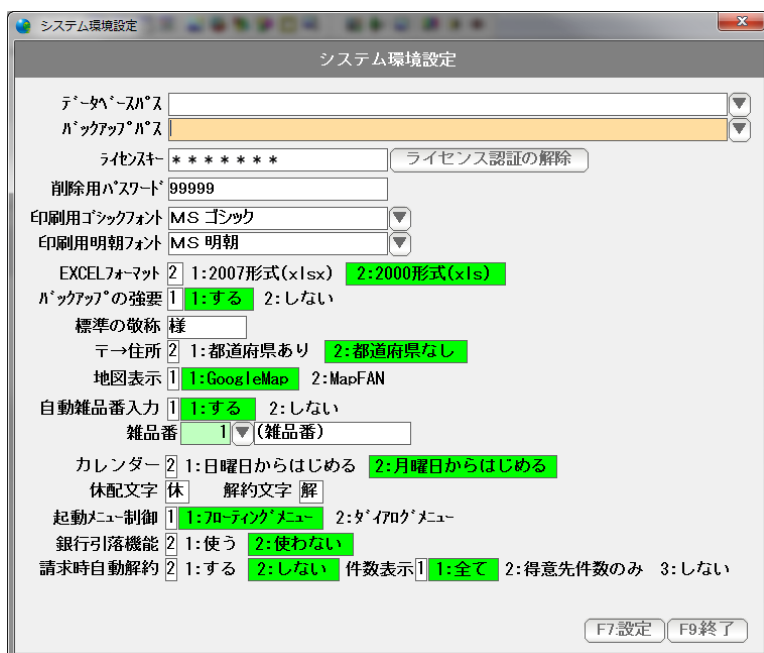 システム環境設定
システム環境設定
ﾃﾞｰﾀﾍﾞｰｽﾊﾟｽ
ﾊﾞｯｸｱｯﾌﾟﾊﾟｽ
ﾗｲｾﾝｽｷｰ ******* ライセンス認証の解除
削除用ﾊﾟｽﾜｰﾄﾞ 99999
印刷用ｺﾞｼｯｸﾌｫﾝﾄ ＭＳ ゴシック
印刷用明朝ﾌｫﾝﾄ ＭＳ 明朝
EXCELﾌｫｰﾏｯﾄ 2 1:2007形式(xlsx) 2:2000形式(xls)
ﾊﾞｯｸｱｯﾌﾟの強要 1 1:する 2:しない
標準の敬称 様
〒→住所 2 1:都道府県あり 2:都道府県なし
地図表示 1 1:GoogleMap 2:MapFAN
自動雑品番入力 1 1:する 2:しない
雑品番 1 (雑品番)
カレンダー 2 1:日曜日からはじめる 2:月曜日からはじめる
休配文字 休 解約文字 解
起動ﾒﾆｭｰ制御 1 1:ﾌﾛｰﾃｨﾝｸﾞﾒﾆｭｰ 2:ﾀﾞｲｱﾛｸﾞﾒﾆｭｰ
銀行引落機能 2 1:使う 2:使わない
請求時自動解約 2 1:する 2:しない 件数表示 1 1:全て 2:得意先件数のみ 3:しない
F7:設定 F9:終了